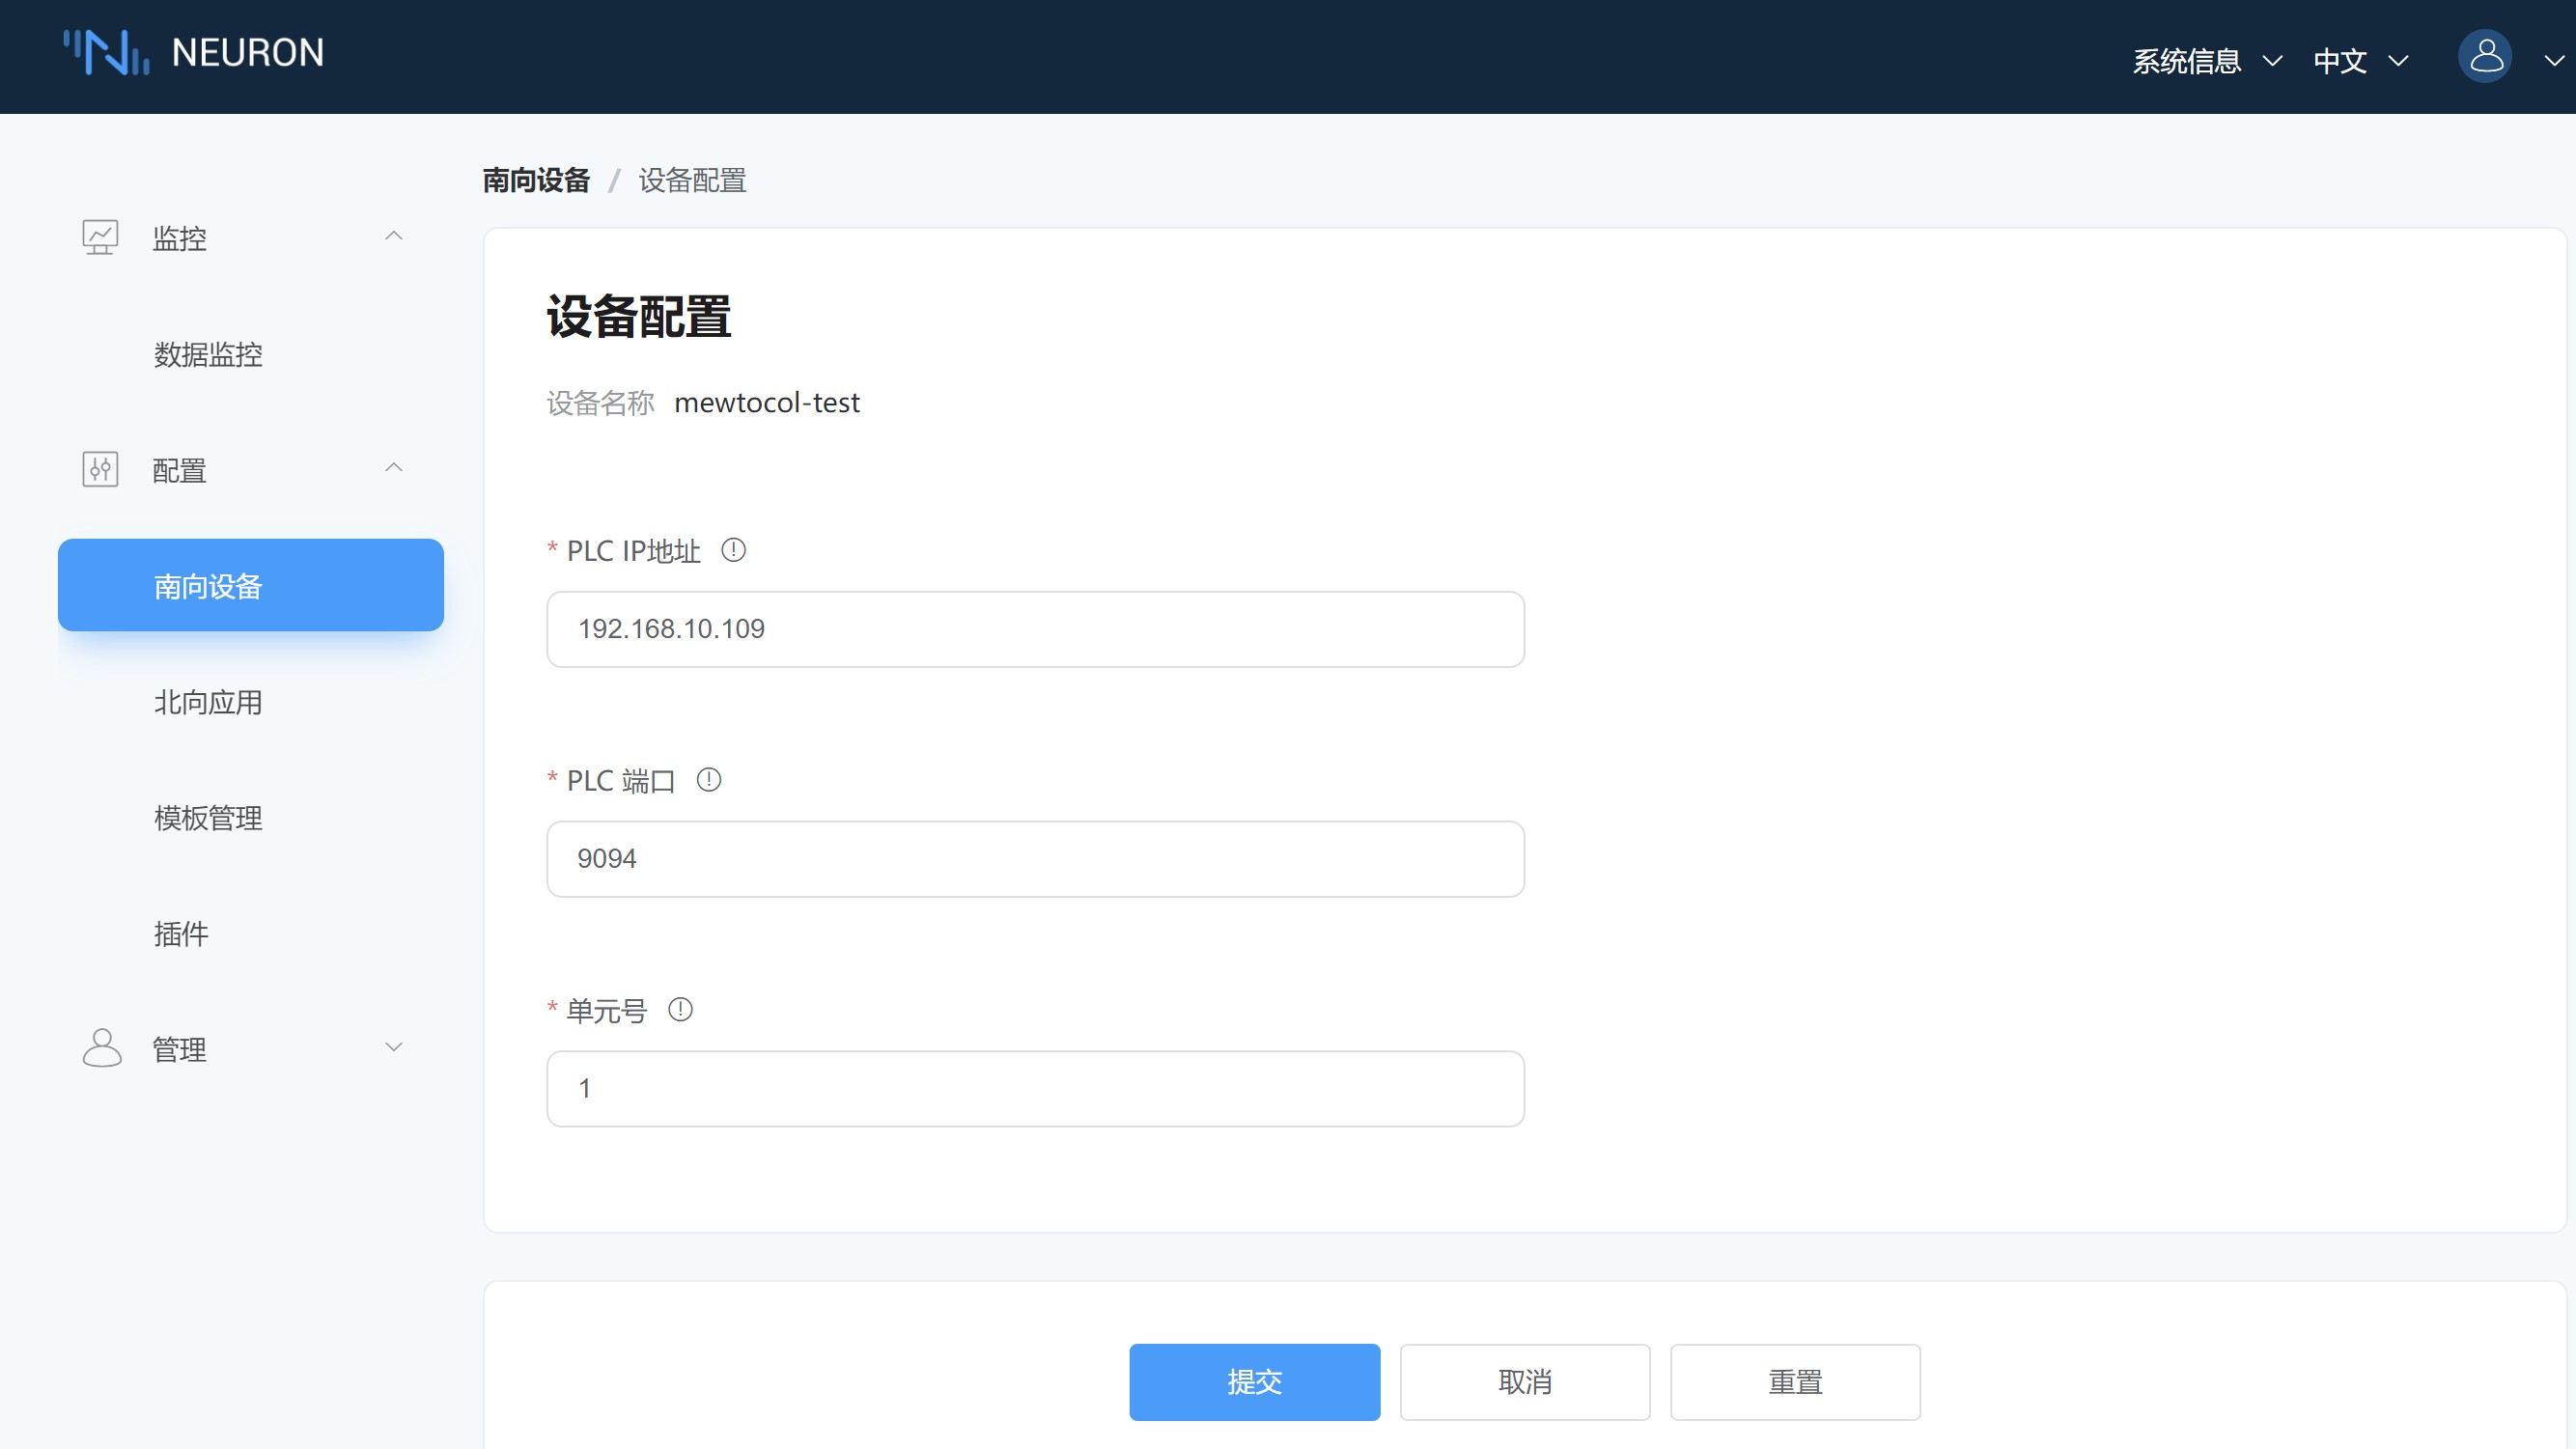 NEURON
系统信息
中文
南向设备 / 设备配置
监控
数据监控
配置
南向设备
北向应用
模板管理
插件
管理
设备配置
设备名称 mewtocol-test
* PLC IP地址
192.168.10.109
* PLC 端口
9094
* 单元号
1
提交
取消
重置